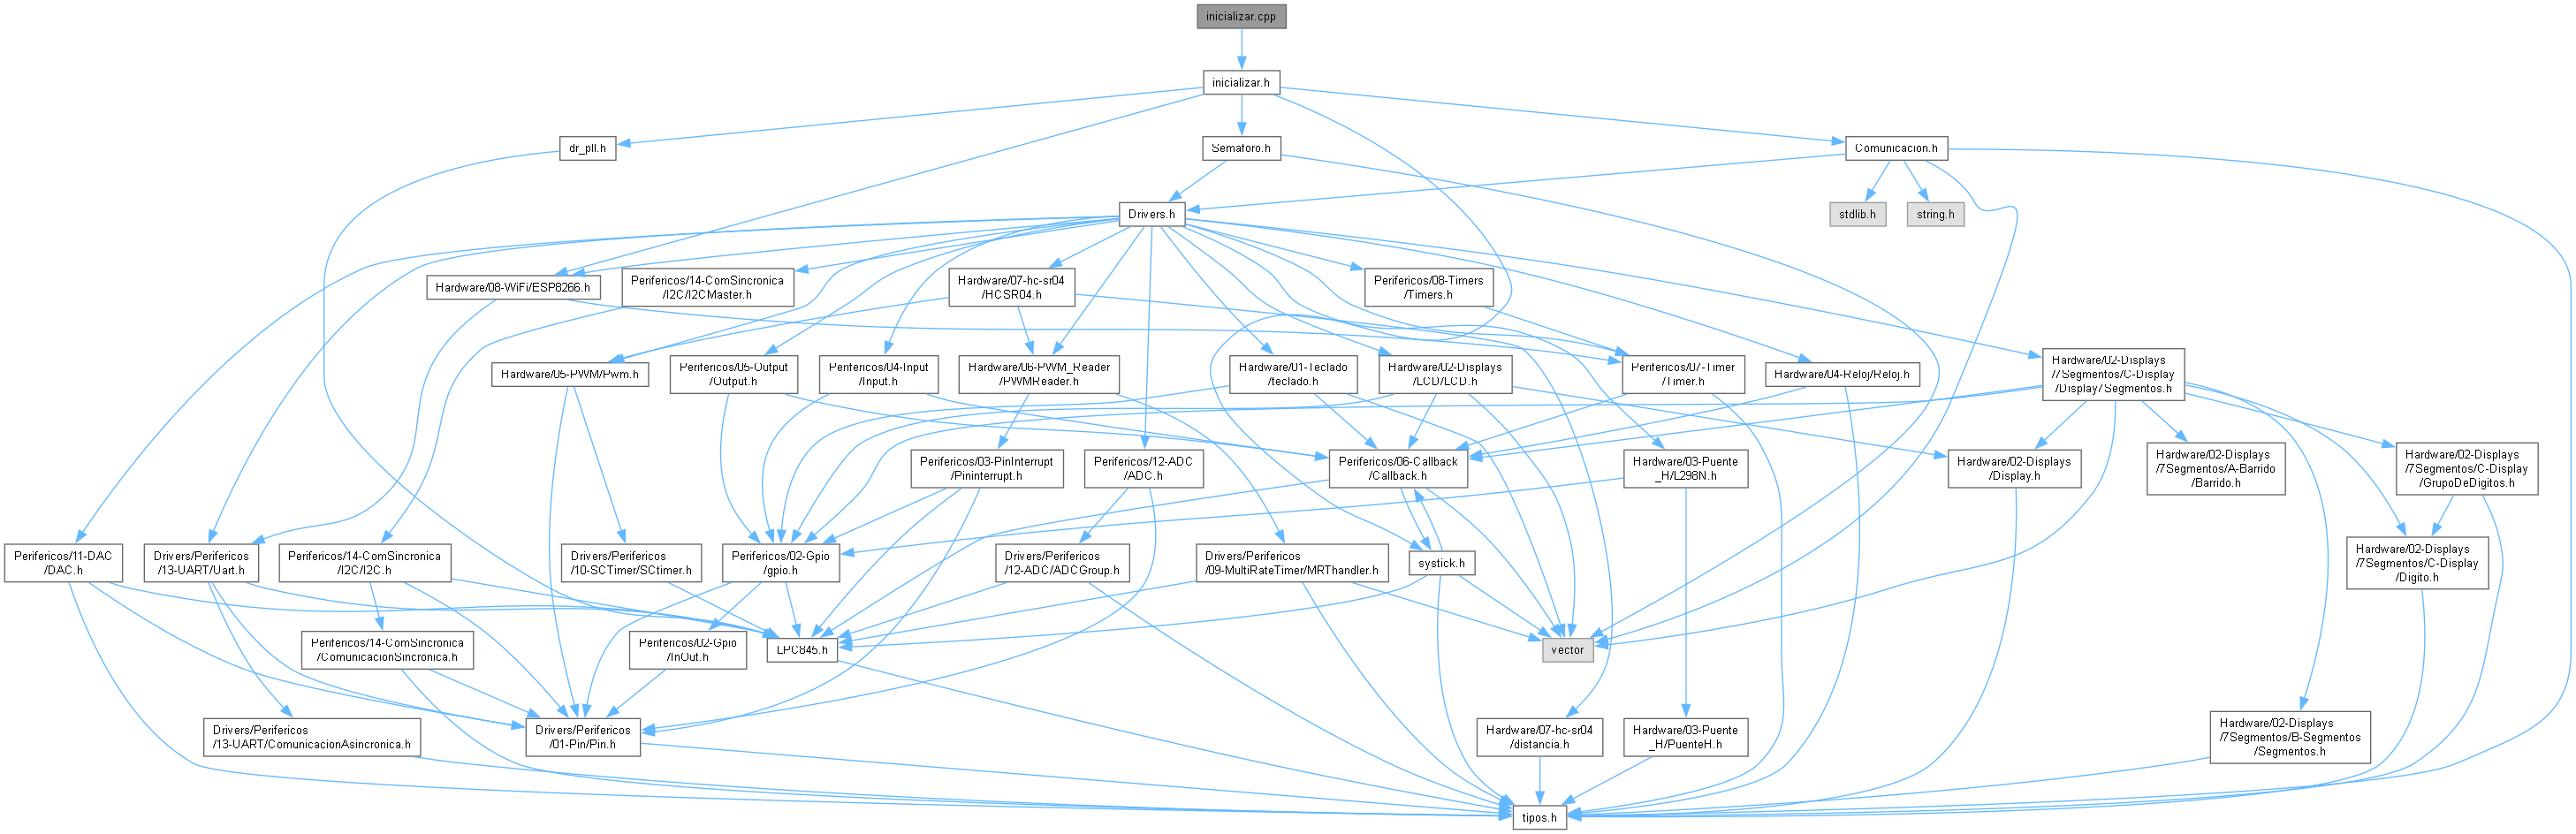 inicializar.cpp
inicializar.h
dr_pll.h
Semaforo.h
Comunicacion.h
Drivers.h
stdlib.h
string.h
Hardware/08-WiFi/ESP8266.h
Perifericos/14-ComSincronica
/I2C/I2CMaster.h
Hardware/07-hc-sr04
/HCSR04.h
Perifericos/08-Timers
/Timers.h
Hardware/05-PWM/Pwm.h
Perifericos/05-Output
/Output.h
Perifericos/04-Input
/Input.h
Hardware/06-PWM_Reader
/PWMReader.h
Hardware/01-Teclado
/teclado.h
Hardware/02-Displays
/LCD/LCD.h
Perifericos/07-Timer
/Timer.h
Hardware/04-Reloj/Reloj.h
Hardware/02-Displays
/7Segmentos/C-Display
/Display7Segmentos.h
Perifericos/03-PinInterrupt
/Pininterrupt.h
Perifericos/12-ADC
/ADC.h
Perifericos/06-Callback
/Callback.h
Hardware/03-Puente
_H/L298N.h
Hardware/02-Displays
/Display.h
Hardware/02-Displays
/7Segmentos/A-Barrido
/Barrido.h
Hardware/02-Displays
/7Segmentos/C-Display
/GrupoDeDigitos.h
Perifericos/11-DAC
/DAC.h
Drivers/Perifericos
/13-UART/Uart.h
Perifericos/14-ComSincronica
/I2C/I2C.h
Drivers/Perifericos
/10-SCTimer/SCtimer.h
Perifericos/02-Gpio
/gpio.h
Drivers/Perifericos
/12-ADC/ADCGroup.h
Drivers/Perifericos
/09-MultiRateTimer/MRThandler.h
systick.h
Hardware/02-Displays
/7Segmentos/C-Display
/Digito.h
Perifericos/14-ComSincronica
/ComunicacionSincronica.h
Perifericos/02-Gpio
/InOut.h
LPC845.h
vector
Drivers/Perifericos
/13-UART/ComunicacionAsincronica.h
Drivers/Perifericos
/01-Pin/Pin.h
Hardware/07-hc-sr04
/distancia.h
Hardware/03-Puente
_H/PuenteH.h
Hardware/02-Displays
/7Segmentos/B-Segmentos
/Segmentos.h
tipos.h